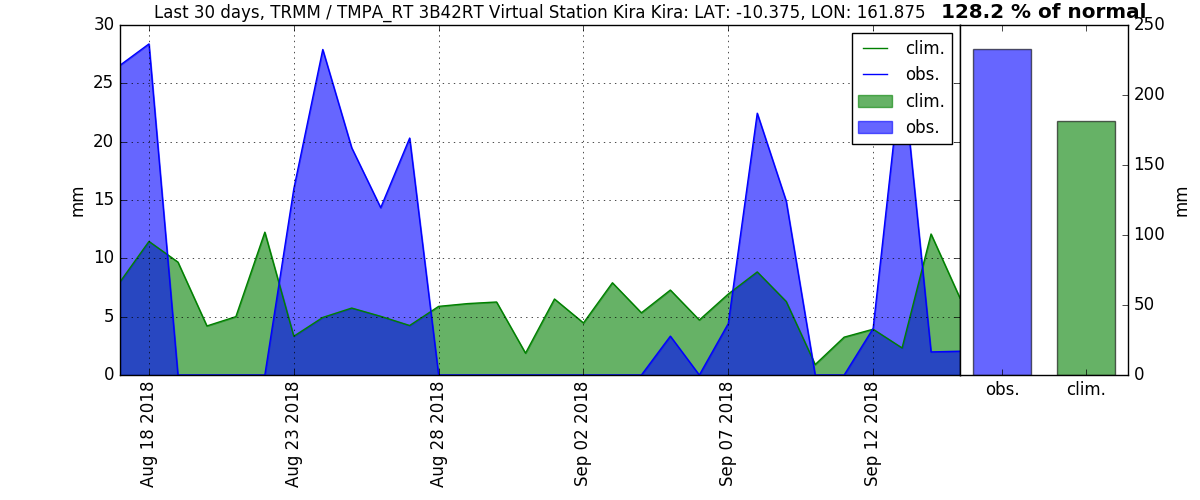 Last 30 days, TRMM / TMPA_RT 3B42RT Virtual Station Kira Kira: LAT: -10.375, LON: 161.875 128.2 % of normal
30
25
20
15
10
5
0
mm
clim.
obs.
clim.
obs.
250
200
150
100
50
0
mm
obs. clim.
Aug 18 2018
Aug 23 2018
Aug 28 2018
Sep 02 2018
Sep 07 2018
Sep 12 2018